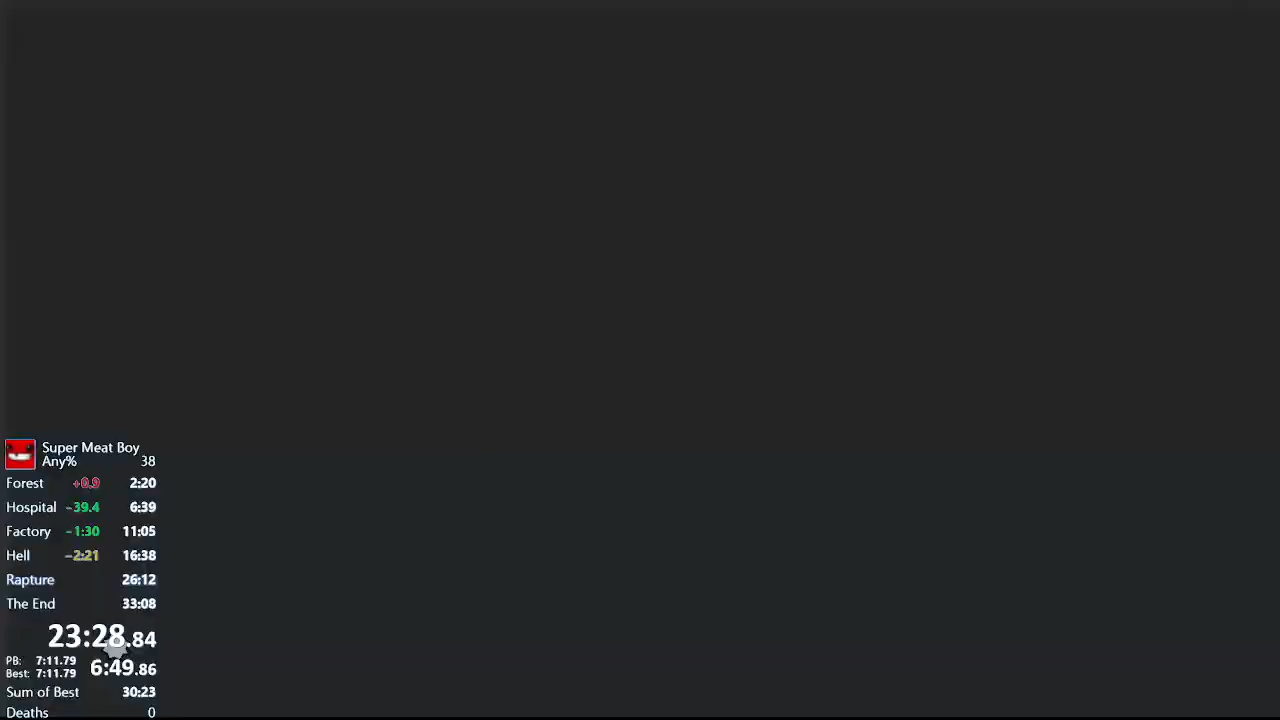 Super Meat Boy
Any% 38
Forest +0.9 2:20
Hospital -39.4 6:39
Factory -1:30 11:05
Hell -2:21 16:38
Rapture 26:12
The End 33:08
23:28.84
PB: 7:11.79
Best: 7:11.79 6:49.86
Sum of Best 30:23
Deaths 0